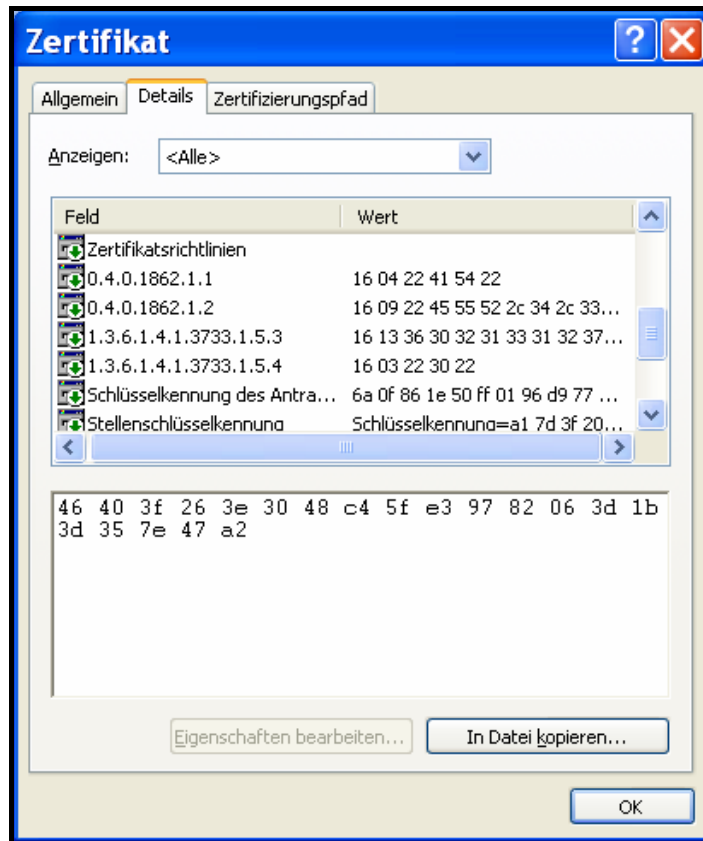 Zertifikat
Allgemein Details Zertifizierungspfad
Anzeigen: <Alle>
Feld Wert
Zertifikatsrichtlinien
0.4.0.1862.1.1 16 04 22 41 54 22
0.4.0.1862.1.2 16 09 22 45 55 52 2c 34 2c 33...
1.3.6.1.4.1.3733.1.5.3 16 13 36 30 32 31 33 31 32 37...
1.3.6.1.4.1.3733.1.5.4 16 03 22 30 22
Schlüsselkennung des Antra... 6a 0f 86 1e 50 ff 01 96 d9 77 ...
Stellenschlüsselkennung Schlüsselkennung=a1 7d 3f 20...
46 40 3f 26 3e 30 48 c4 5f e3 97 82 06 3d 1b
3d 35 7e 47 a2
Eigenschaften bearbeiten... In Datei kopieren...
OK